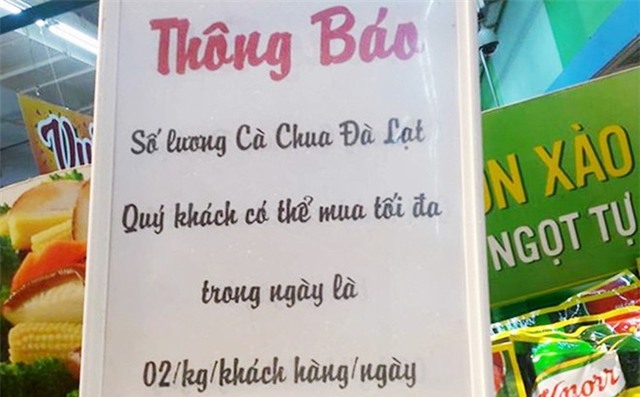 Thông Báo
Số lương Cà Chua Đà Lạt
Quý khách có thể mua tối đa
trong ngày là
02/kg/khách hàng/ngày
ON XÀO
NGỌT TỰ
Knorr